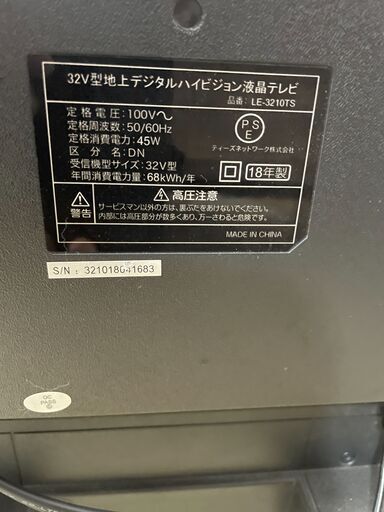 32V型地上デジタルハイビジョン液晶テレビ
品番: LE-3210TS
定格電圧:100V〜
定格周波数:50/60Hz
定格消費電力:45W
区分名:DN
受信機型サイズ:32V型
年間消費電力量:68kWh/年
PSE
ティーズネットワーク株式会社
18年製
警告
高圧注意
サービスマン以外の方は、裏ぶたをあけないでください。
内部には高圧部分が数多くあり、万一さわると危険です。
MADE IN CHINA
S/N : 321018041683
QC
PASS